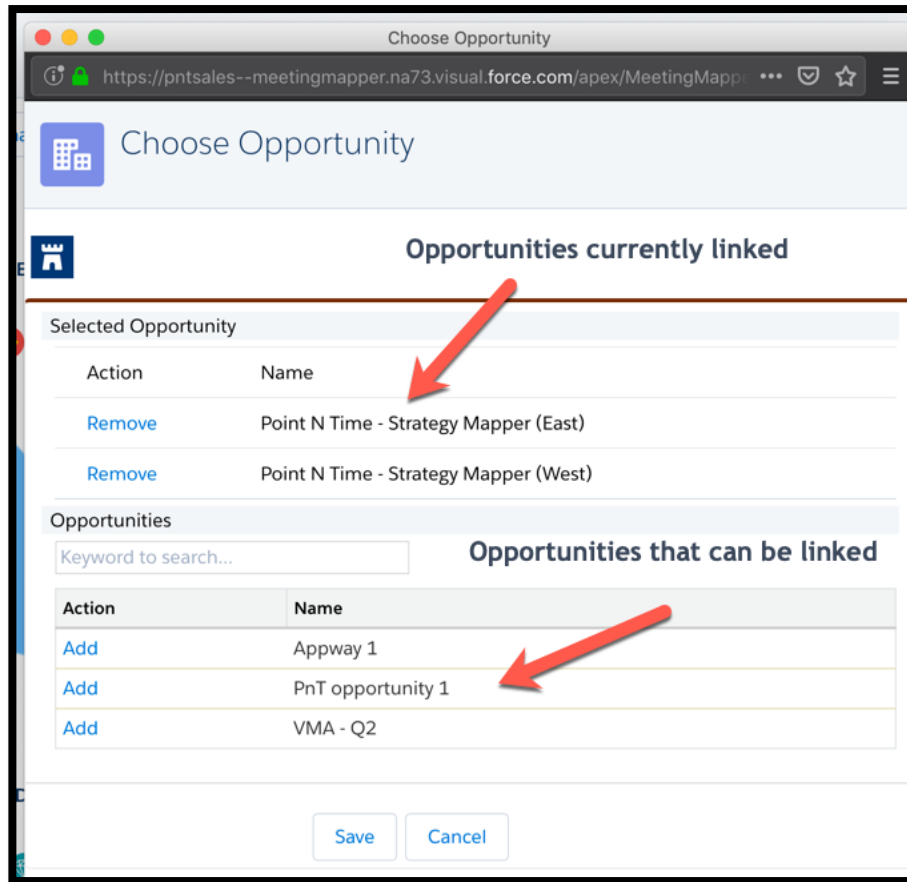 Choose Opportunity
https://pntsales--meetingmapper.na73.visual.force.com/apex/MeetingMappe
Choose Opportunity
Opportunities currently linked
Selected Opportunity
Action Name
Remove Point N Time - Strategy Mapper (East)
Remove Point N Time - Strategy Mapper (West)
Opportunities
Keyword to search...
Opportunities that can be linked
Action Name
Add Appway 1
Add PnT opportunity 1
Add VMA - Q2
Save Cancel